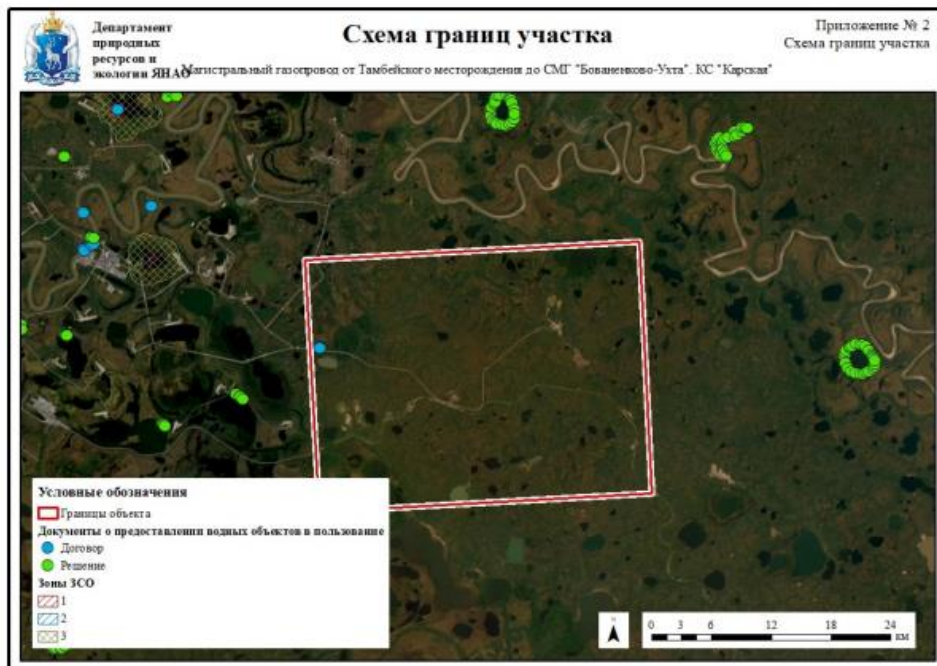 Департамент
природных
ресурсов и
экологии ЯНАО
Схема границ участка
Приложение № 2
Схема границ участка
Магистральный газопровод от Тамбейского месторождения до СМГ "Бованенково-Ухта". КС "Карская"
Условные обозначения
Границы объекта
Документы о предоставлении водных объектов в пользование
Договор
Решение
Зоны ЗСО
1
2
3
N
0 3 6 12 18 24
км